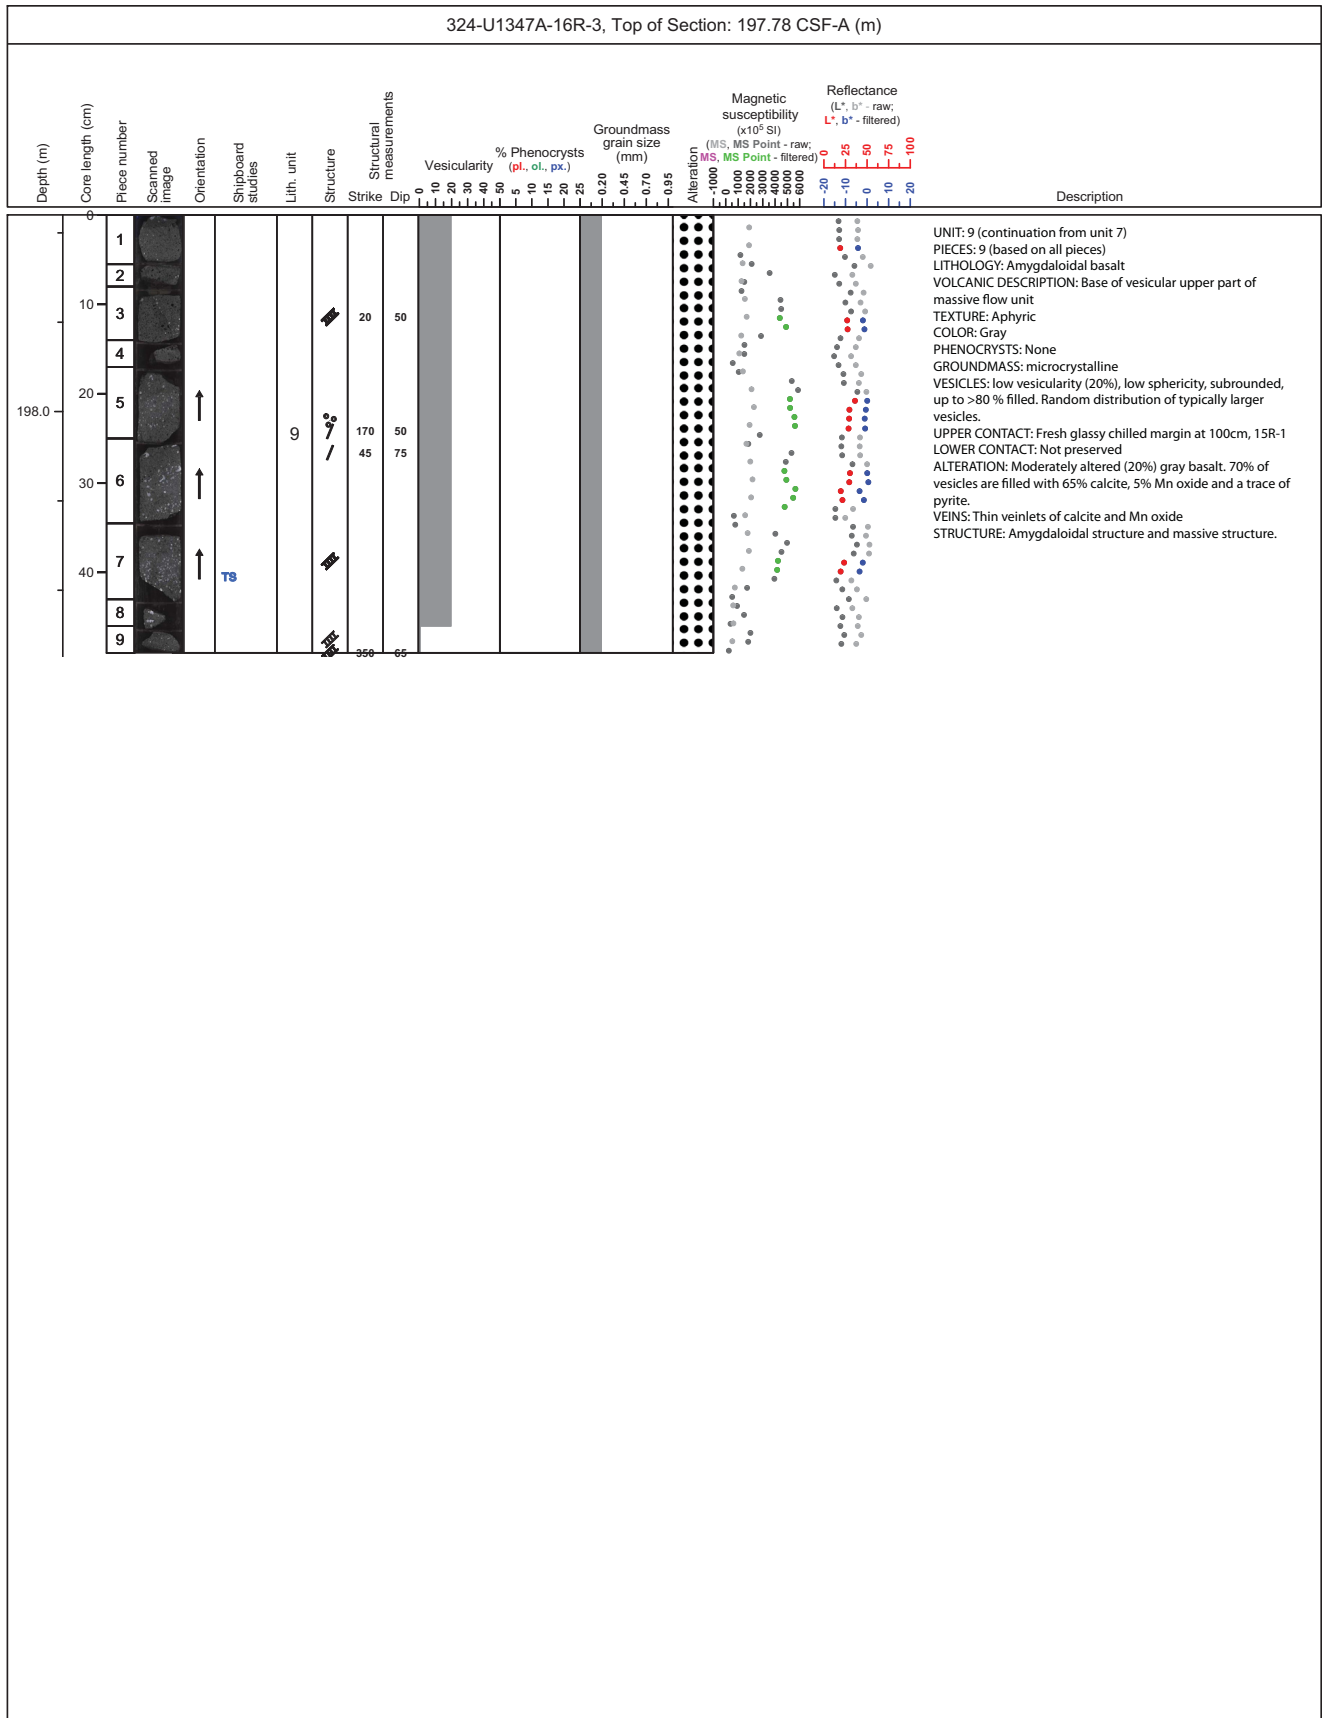 324-U1347A-16R-3, Top of Section: 197.78 CSF-A (m)
Depth (m)
Core length (cm)
Piece number
Scanned
image
Orientation
Shipboard
studies
Lith. unit
Structure
Structural
measurements
Strike Dip
Vesicularity
0 10 20 30 40 50
% Phenocrysts
(pl., ol., px.)
5 10 15 20 25
Groundmass
grain size
(mm)
0.20 0.45 0.70 0.95
Alteration
Magnetic
susceptibility
(x10⁵ SI)
(MS, MS Point - raw;
MS, MS Point - filtered)
-1000 0 1000 2000 3000 4000 5000 6000
Reflectance
(L*, b* - raw;
L*, b* - filtered)
0 25 50 75 100
-20 -10 0 10 20
Description
0
1
2
10
3
20 50
4
20
5
198.0
9
170 50
45 75
30
6
7
40
TS
8
9
350 65
UNIT: 9 (continuation from unit 7)
PIECES: 9 (based on all pieces)
LITHOLOGY: Amygdaloidal basalt
VOLCANIC DESCRIPTION: Base of vesicular upper part of
massive flow unit
TEXTURE: Aphyric
COLOR: Gray
PHENOCRYSTS: None
GROUNDMASS: microcrystalline
VESICLES: low vesicularity (20%), low sphericity, subrounded,
up to >80 % filled. Random distribution of typically larger
vesicles.
UPPER CONTACT: Fresh glassy chilled margin at 100cm, 15R-1
LOWER CONTACT: Not preserved
ALTERATION: Moderately altered (20%) gray basalt. 70% of
vesicles are filled with 65% calcite, 5% Mn oxide and a trace of
pyrite.
VEINS: Thin veinlets of calcite and Mn oxide
STRUCTURE: Amygdaloidal structure and massive structure.